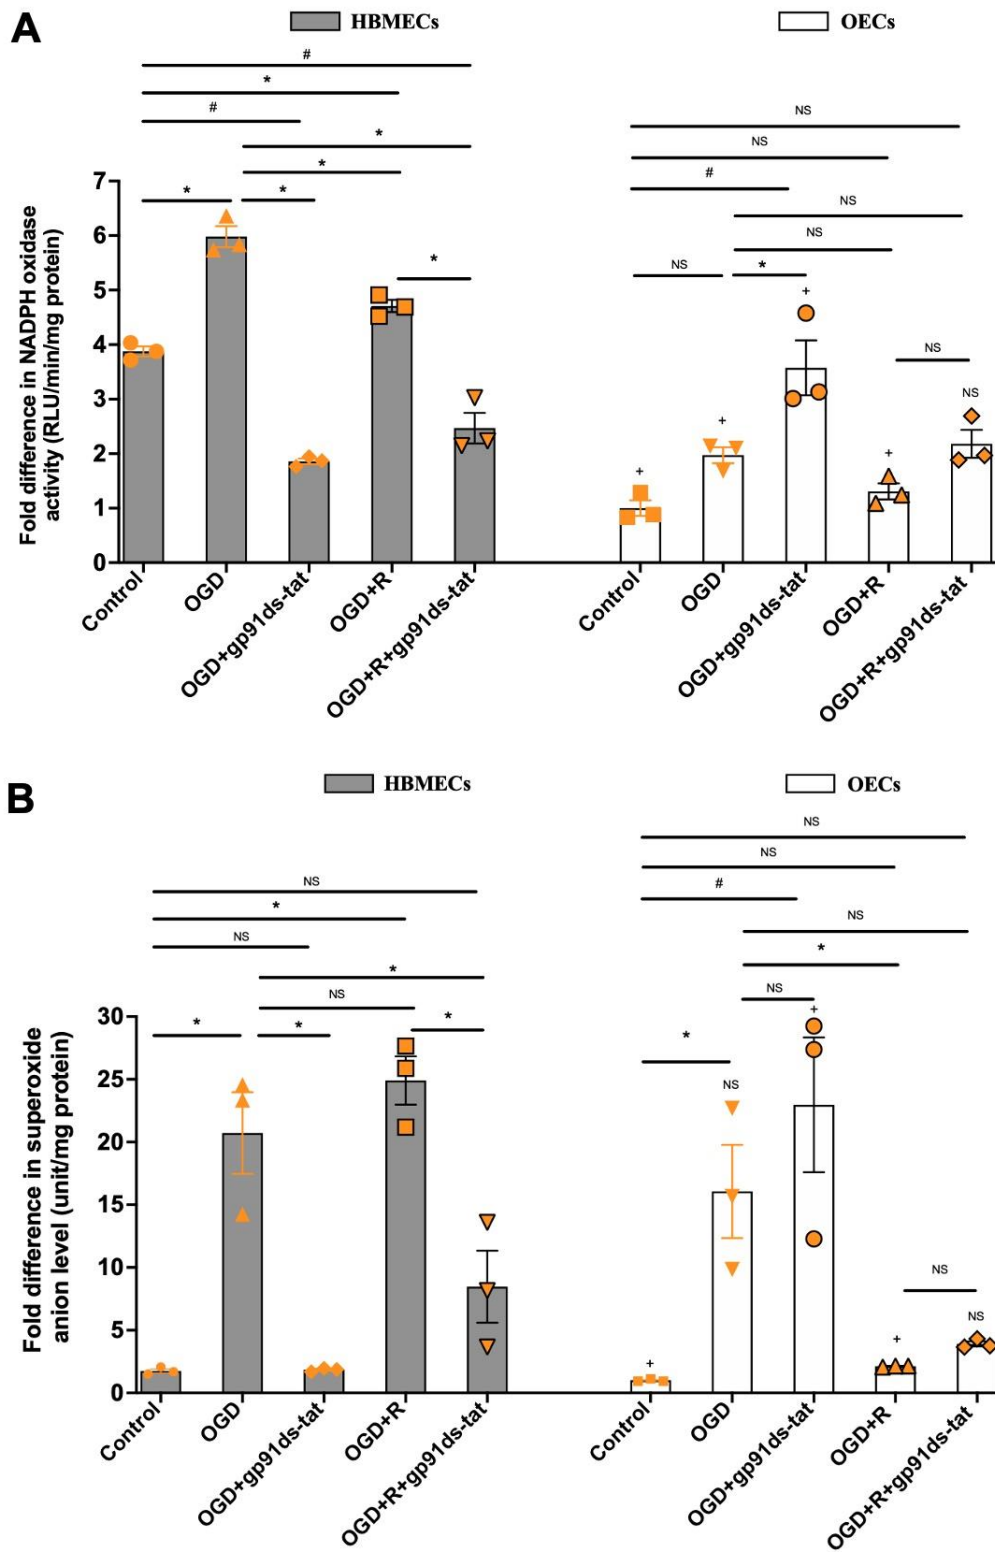 A
HBMECs
OECs
#
*
#
*
*
*
*
*
NS
NS
#
NS
NS
NS
*
NS
+
+
+
+
NS
Fold difference in NADPH oxidase
activity (RLU/min/mg protein)
7
6
5
4
3
2
1
0
Control
OGD
OGD+gp91ds-tat
OGD+R
OGD+R+gp91ds-tat
Control
OGD
OGD+gp91ds-tat
OGD+R
OGD+R+gp91ds-tat
B
HBMECs
OECs
NS
*
NS
*
NS
*
*
*
NS
NS
#
NS
*
NS
*
NS
+
NS
+
+
NS
Fold difference in superoxide
anion level (unit/mg protein)
30
25
20
15
10
5
0
Control
OGD
OGD+gp91ds-tat
OGD+R
OGD+R+gp91ds-tat
Control
OGD
OGD+gp91ds-tat
OGD+R
OGD+R+gp91ds-tat